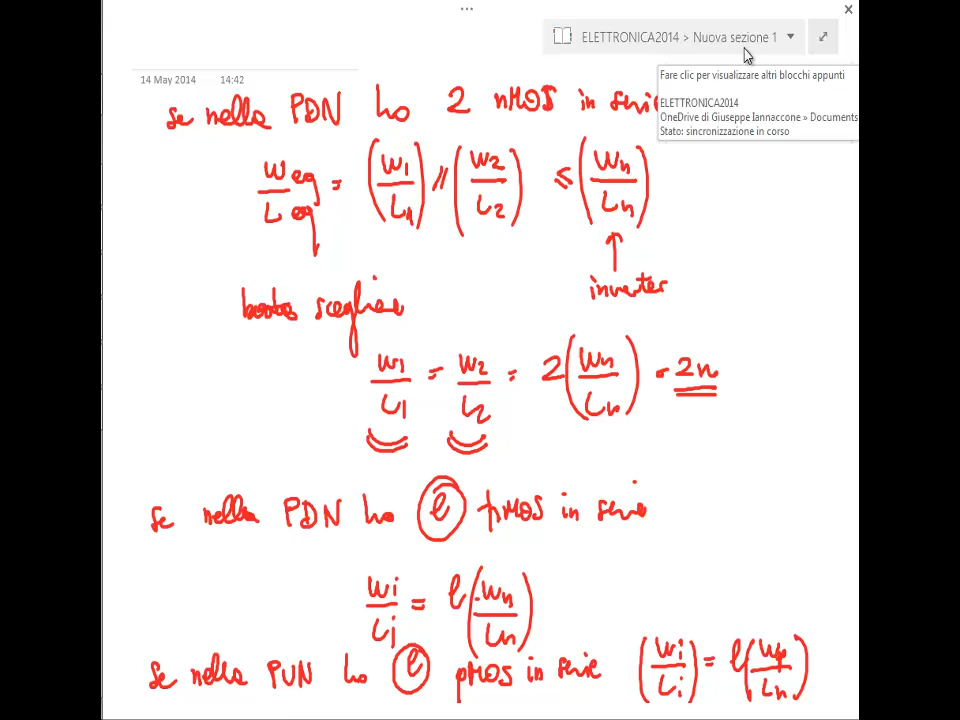 ELETTRONICA2014 > Nuova sezione 1
Fare clic per visualizzare altri blocchi appunti
ELETTRONICA2014
OneDrive di Giuseppe Iannaccone » Documents
Stato: sincronizzazione in corso
14 May 2014 14:42
se nella PDN ho 2 nMOS in serie
Weq/Leq = (W1/L1) // (W2/L2) ≤ (Wn/Ln)
inverter
basta scegliere
W1/L1 = W2/L2 = 2(Wn/Ln) = 2n
se nella PDN ho ℓ pMOS in serie
Wi/Li = ℓ(Wn/Ln)
se nella PUN ho ℓ pMOS in serie (Wi/Li) = ℓ(Wp/Ln)